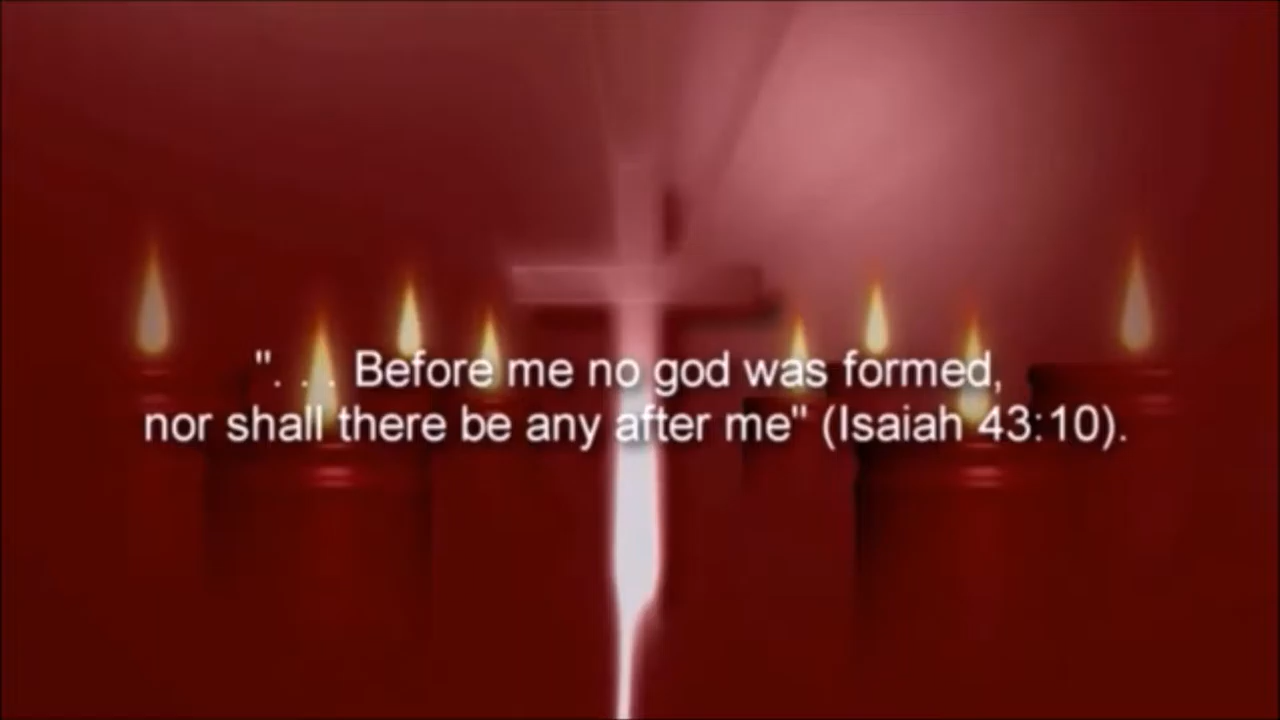 ". . . Before me no god was formed,
nor shall there be any after me" (Isaiah 43:10).